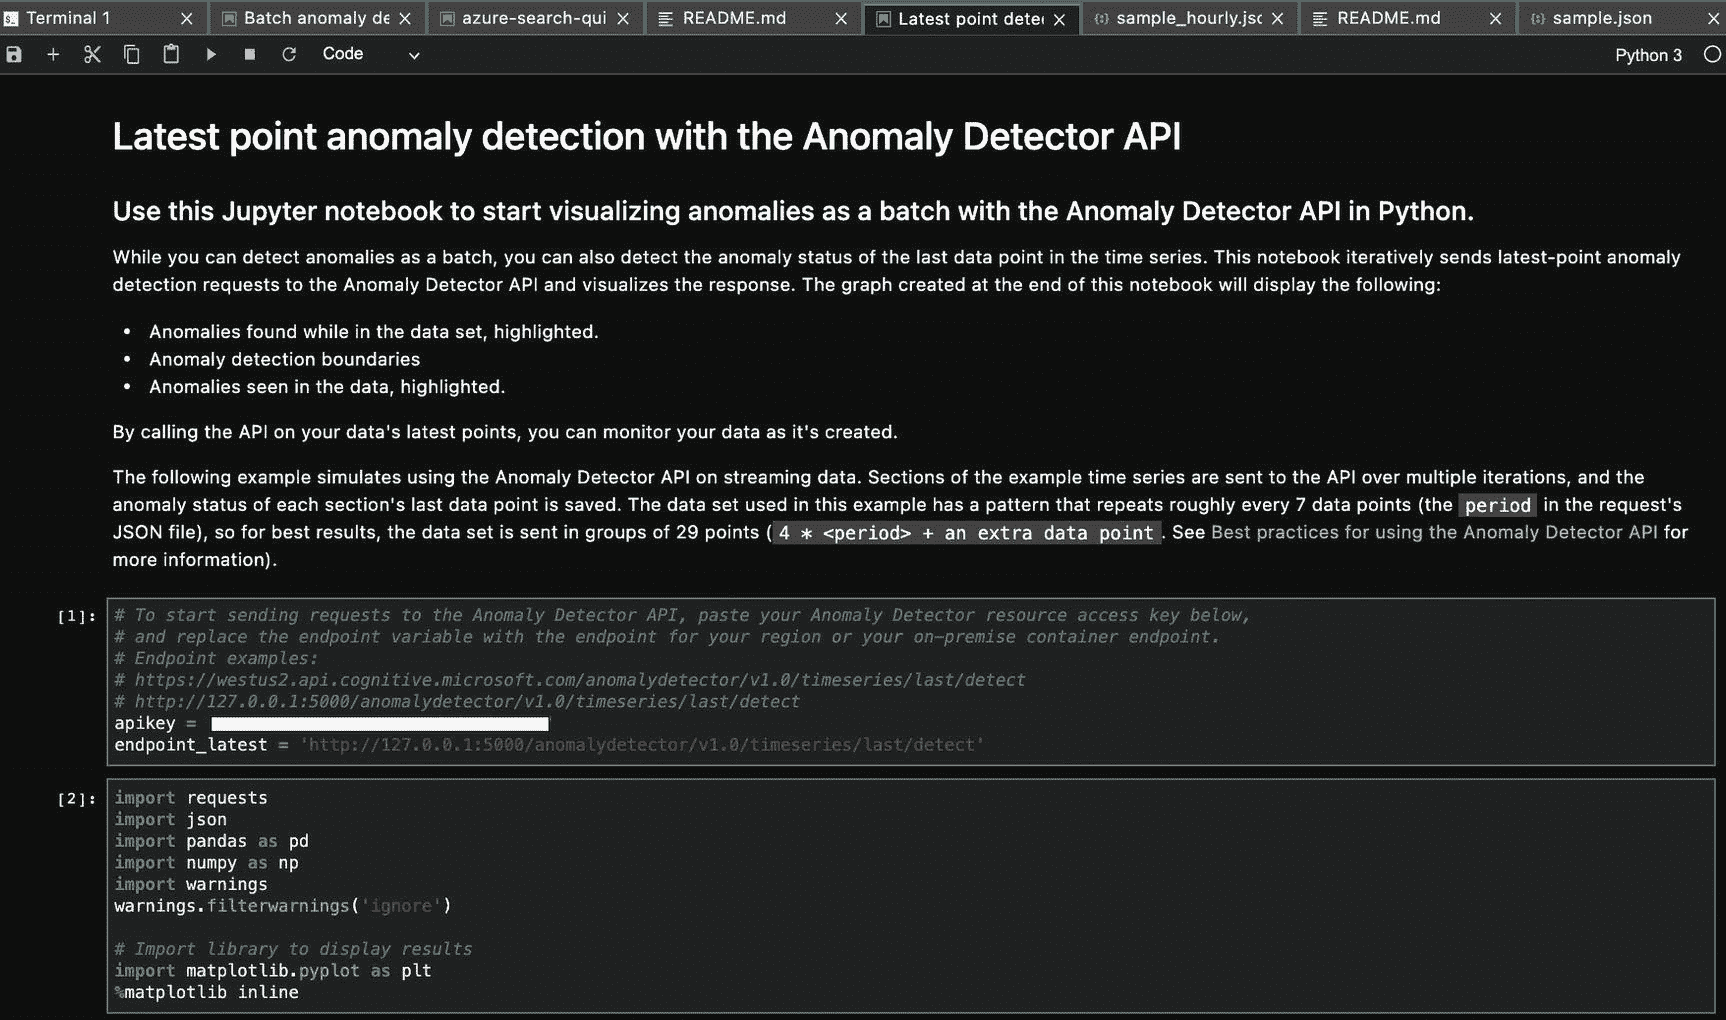 Terminal 1
Batch anomaly de
azure-search-qui
README.md
Latest point dete
sample_hourly.jsc
README.md
sample.json
Code
Python 3
Latest point anomaly detection with the Anomaly Detector API
Use this Jupyter notebook to start visualizing anomalies as a batch with the Anomaly Detector API in Python.
While you can detect anomalies as a batch, you can also detect the anomaly status of the last data point in the time series. This notebook iteratively sends latest-point anomaly
detection requests to the Anomaly Detector API and visualizes the response. The graph created at the end of this notebook will display the following:
• Anomalies found while in the data set, highlighted.
• Anomaly detection boundaries
• Anomalies seen in the data, highlighted.
By calling the API on your data's latest points, you can monitor your data as it's created.
The following example simulates using the Anomaly Detector API on streaming data. Sections of the example time series are sent to the API over multiple iterations, and the
anomaly status of each section's last data point is saved. The data set used in this example has a pattern that repeats roughly every 7 data points (the period in the request's
JSON file), so for best results, the data set is sent in groups of 29 points (4 * <period> + an extra data point. See Best practices for using the Anomaly Detector API for
more information).
[1]:
# To start sending requests to the Anomaly Detector API, paste your Anomaly Detector resource access key below,
# and replace the endpoint variable with the endpoint for your region or your on-premise container endpoint.
# Endpoint examples:
# https://westus2.api.cognitive.microsoft.com/anomalydetector/v1.0/timeseries/last/detect
# http://127.0.0.1:5000/anomalydetector/v1.0/timeseries/last/detect
apikey =
endpoint_latest = 'http://127.0.0.1:5000/anomalydetector/v1.0/timeseries/last/detect'
[2]:
import requests
import json
import pandas as pd
import numpy as np
import warnings
warnings.filterwarnings('ignore')
# Import library to display results
import matplotlib.pyplot as plt
%matplotlib inline